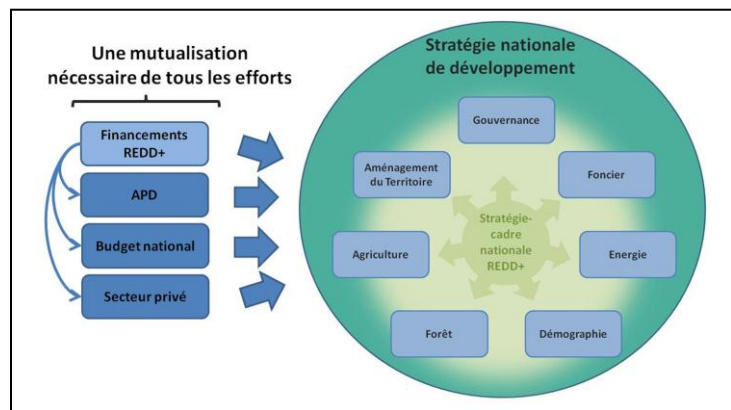 Une mutualisation
nécessaire de tous les efforts
Financements
REDD+
APD
Budget national
Secteur privé
Stratégie nationale
de développement
Gouvernance
Aménagement
du Territoire
Foncier
Stratégie-
cadre
nationale
REDD+
Agriculture
Energie
Forêt
Démographie